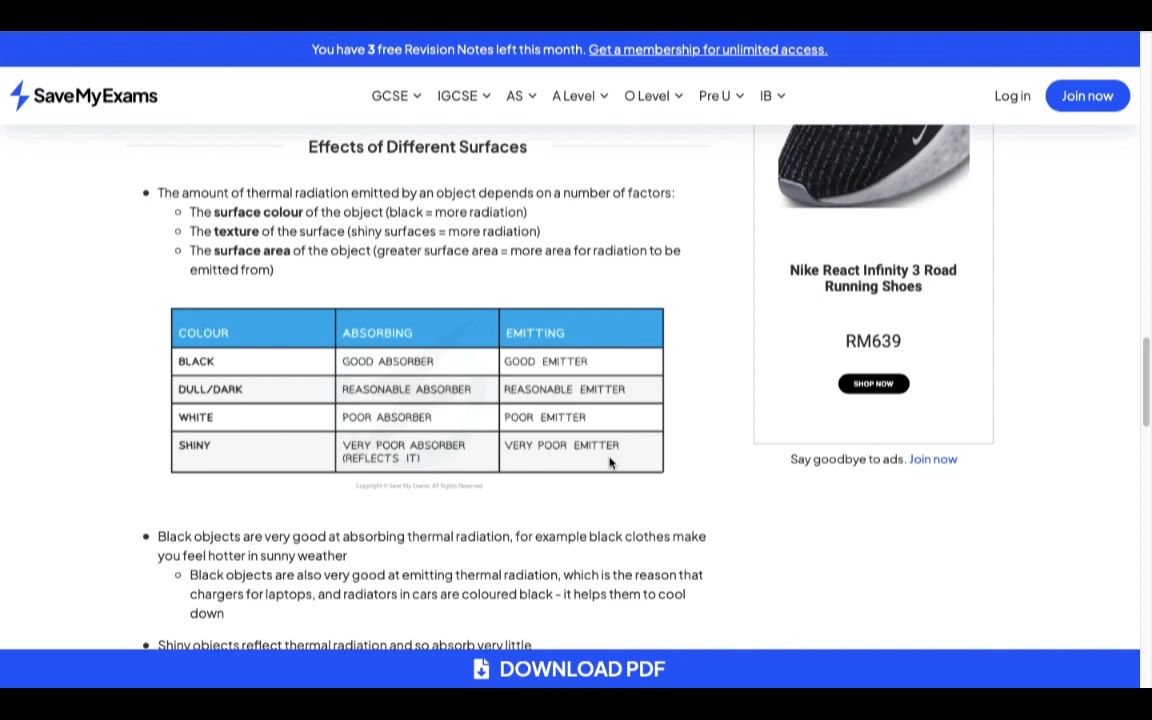 You have 3 free Revision Notes left this month. Get a membership for unlimited access.
SaveMyExams
GCSE IGCSE AS A Level O Level Pre U IB
Log in
Join now
Effects of Different Surfaces
The amount of thermal radiation emitted by an object depends on a number of factors:
The surface colour of the object (black = more radiation)
The texture of the surface (shiny surfaces = more radiation)
The surface area of the object (greater surface area = more area for radiation to be
emitted from)
COLOUR ABSORBING EMITTING
BLACK GOOD ABSORBER GOOD EMITTER
DULL/DARK REASONABLE ABSORBER REASONABLE EMITTER
WHITE POOR ABSORBER POOR EMITTER
SHINY VERY POOR ABSORBER VERY POOR EMITTER
(REFLECTS IT)
Copyright © Save My Exams. All Rights Reserved
Black objects are very good at absorbing thermal radiation, for example black clothes make
you feel hotter in sunny weather
Black objects are also very good at emitting thermal radiation, which is the reason that
chargers for laptops, and radiators in cars are coloured black - it helps them to cool
down
Shiny objects reflect thermal radiation and so absorb very little
Nike React Infinity 3 Road
Running Shoes
RM639
SHOP NOW
Say goodbye to ads. Join now
DOWNLOAD PDF